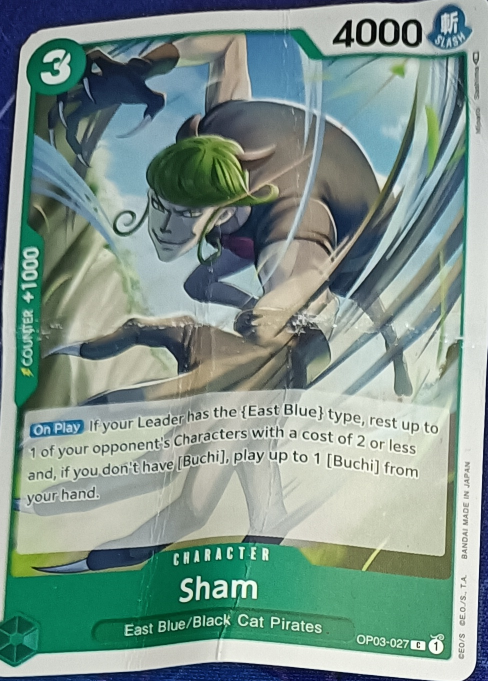 3
4000
斬
SLASH
COUNTER +1000
On Play If your Leader has the {East Blue} type, rest up to
1 of your opponent's Characters with a cost of 2 or less
and, if you don't have [Buchi], play up to 1 [Buchi] from
your hand.
CHARACTER
Sham
East Blue/Black Cat Pirates
OP03-027 C 1
©E.O/S. ©E.O./S., T.A. BANDAI MADE IN JAPAN